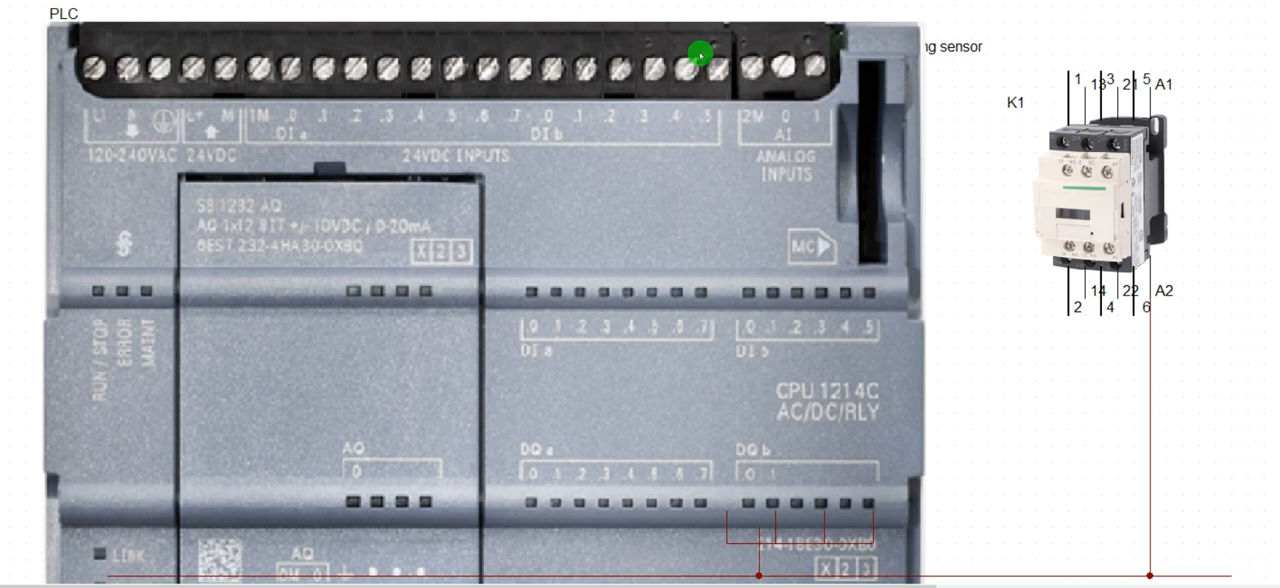 PLC
ng sensor
1 13 3 21 5 A1
K1
L1 N L+ M 1M .0 .1 .2 .3 .4 .5 .6 .7 .0 .1 .2 .3 .4 .5 2M 0 1
DI a DI b AI
120-240VAC 24VDC 24VDC INPUTS ANALOG
INPUTS
SB 1232 AQ
AQ 1x12 BIT +/- 10VDC / 0-20mA
6EST 232-4HA30-0XB0
X 2 3
MC
2 14 4 22 6 A2
RUN / STOP
ERROR
MAINT
.0 .1 .2 .3 .4 .5 .6 .7 .0 .1 .2 .3 .4 .5
DI a DI b
CPU 1214C
AC/DC/RLY
AQ DQ a DQ b
0 .0 .1 .2 .3 .4 .5 .6 .7 .0 .1
LINK
AQ
0M 0
214-1BE30-0XB0
X 2 3